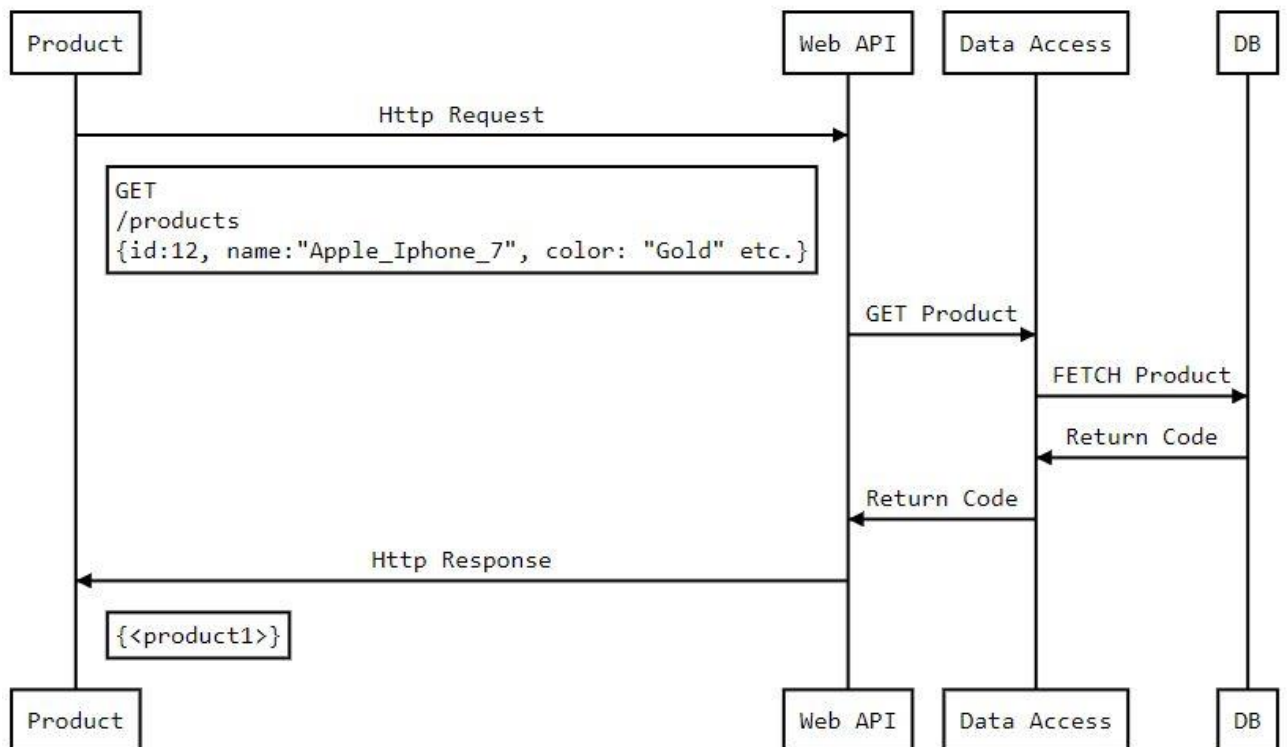 Product
Web API
Data Access
DB
Http Request
GET
/products
{id:12, name:"Apple_Iphone_7", color: "Gold" etc.}
GET Product
FETCH Product
Return Code
Return Code
Http Response
{<product1>}
Product
Web API
Data Access
DB